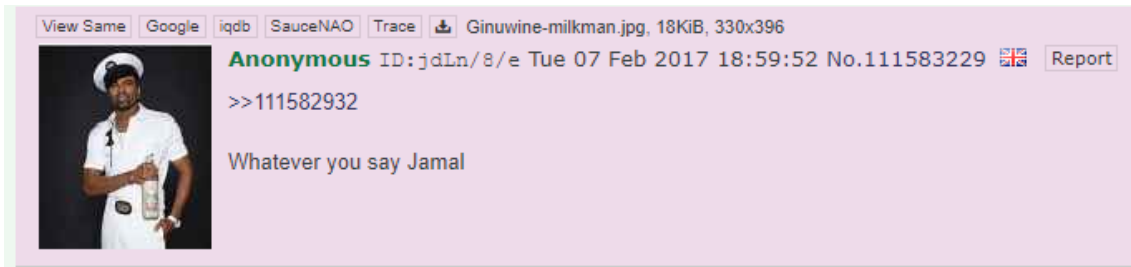 View Same Google iqdb SauceNAO Trace Ginuwine-milkman.jpg, 18KiB, 330x396
Anonymous ID:jdLn/8/e Tue 07 Feb 2017 18:59:52 No.111583229 Report
>>111582932
Whatever you say Jamal